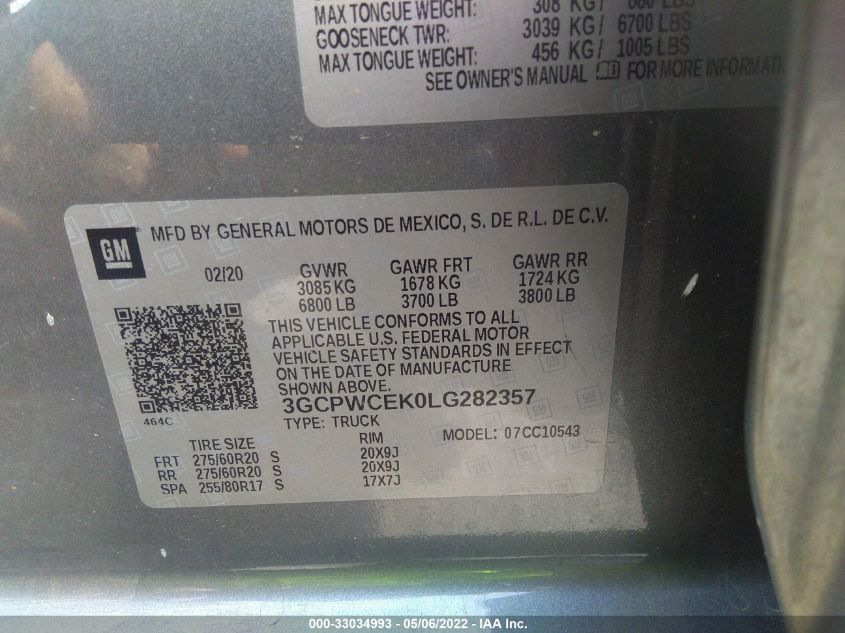 MAX TONGUE WEIGHT: 308 KG / 680 LBS
GOOSENECK TWR: 3039 KG / 6700 LBS
MAX TONGUE WEIGHT: 456 KG / 1005 LBS
SEE OWNER'S MANUAL FOR MORE INFORMATI
GM
MFD BY GENERAL MOTORS DE MEXICO, S. DE R.L. DE C.V.
02/20 GVWR GAWR FRT GAWR RR
3085 KG 1678 KG 1724 KG
6800 LB 3700 LB 3800 LB
THIS VEHICLE CONFORMS TO ALL
APPLICABLE U.S. FEDERAL MOTOR
VEHICLE SAFETY STANDARDS IN EFFECT
ON THE DATE OF MANUFACTURE
SHOWN ABOVE.
464C
3GCPWCEK0LG282357
TYPE: TRUCK MODEL: 07CC10543
TIRE SIZE RIM
FRT 275/60R20 S 20X9J
RR 275/60R20 S 20X9J
SPA 255/80R17 S 17X7J
000-33034993 - 05/06/2022 - IAA Inc.